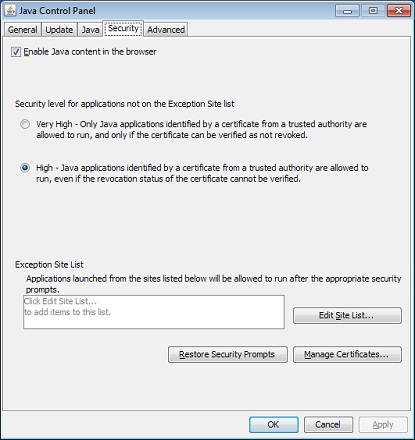 Java Control Panel
General Update Java Security Advanced
Enable Java content in the browser
Security level for applications not on the Exception Site list
Very High - Only Java applications identified by a certificate from a trusted authority are
allowed to run, and only if the certificate can be verified as not revoked.
High - Java applications identified by a certificate from a trusted authority are allowed to
run, even if the revocation status of the certificate cannot be verified.
Exception Site List
Applications launched from the sites listed below will be allowed to run after the appropriate security
prompts.
Click Edit Site List...
to add items to this list.
Edit Site List...
Restore Security Prompts Manage Certificates...
OK Cancel Apply